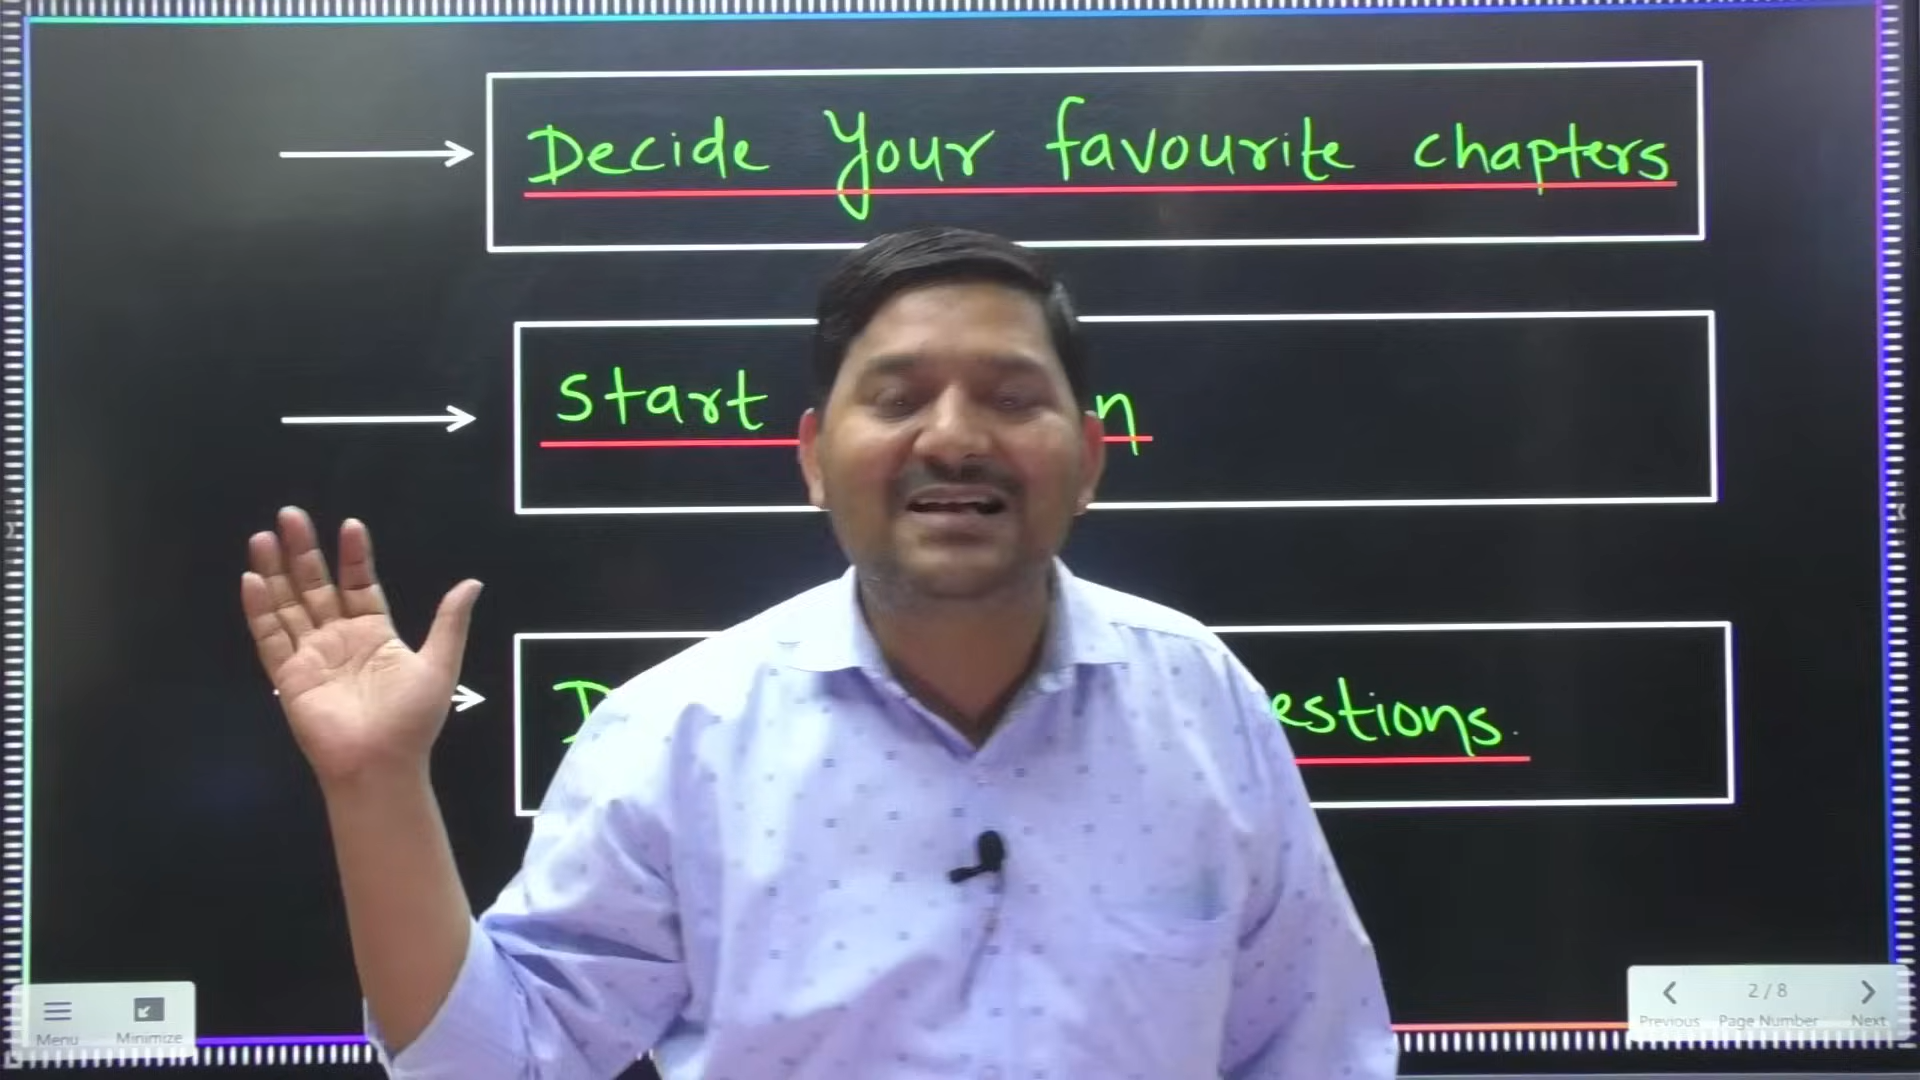 Decide Your favourite chapters
Start
estions.
Menu
Minimize
2 / 8
Previous
Page Number
Next